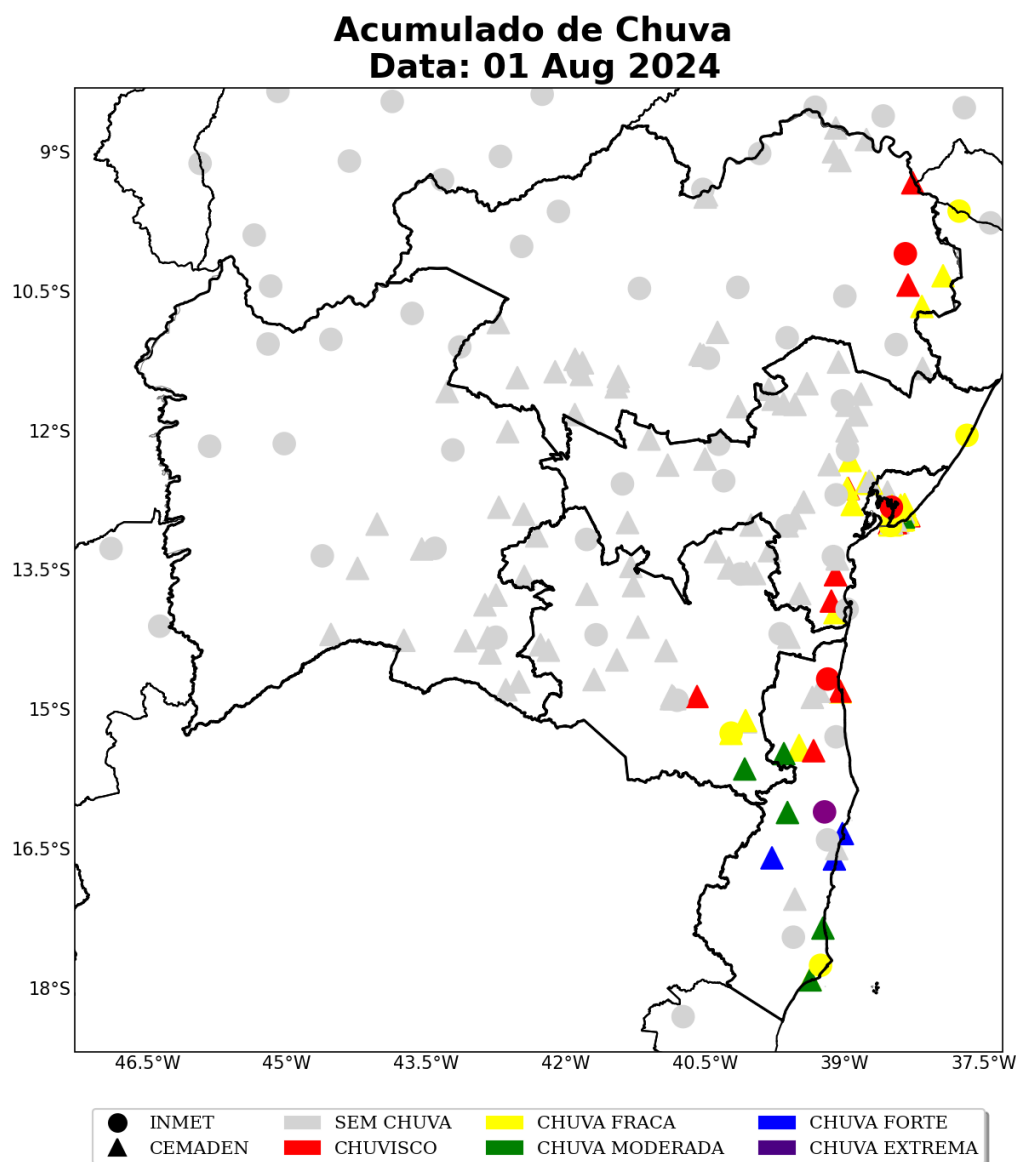 Acumulado de Chuva
Data: 01 Aug 2024
9°S
10.5°S
12°S
13.5°S
15°S
16.5°S
18°S
46.5°W 45°W 43.5°W 42°W 40.5°W 39°W 37.5°W
INMET SEM CHUVA CHUVA FRACA CHUVA FORTE
CEMADEN CHUVISCO CHUVA MODERADA CHUVA EXTREMA